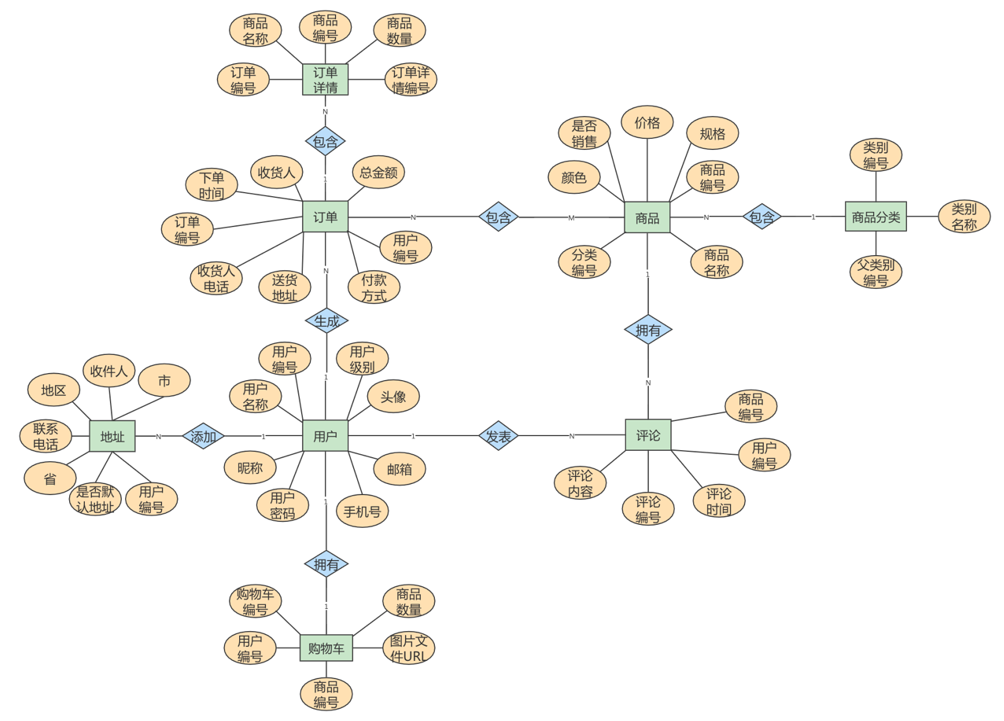 商品
名称
商品
编号
商品
数量
订单
编号
订单
详情
订单详
情编号
N
包含
1
下单
时间
收货人
总金额
订单
编号
订单
用户
编号
收货人
电话
送货
地址
付款
方式
N
包含
M
是否
销售
价格
规格
颜色
商品
编号
商品
分类
编号
商品
名称
N
包含
1
类别
编号
商品分类
类别
名称
父类别
编号
N
生成
1
1
拥有
N
用户
编号
用户
级别
用户
名称
头像
用户
昵称
邮箱
用户
密码
手机号
地区
收件人
市
联系
电话
地址
省
是否默
认地址
用户
编号
N
添加
1
1
发表
N
商品
编号
评论
用户
编号
评论
内容
评论
编号
评论
时间
1
拥有
1
购物车
编号
商品
数量
用户
编号
购物车
图片文
件URL
商品
编号